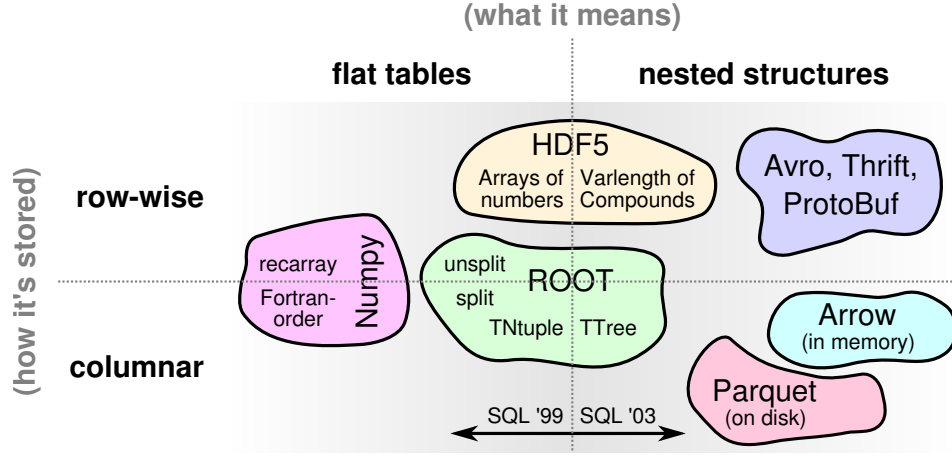 (what it means)
flat tables
nested structures
(how it's stored)
row-wise
columnar
HDF5
Arrays of
numbers
Varlength of
Compounds
Avro, Thrift,
ProtoBuf
recarray
Fortran-
order
Numpy
unsplit
split
ROOT
TNtuple
TTree
Arrow
(in memory)
Parquet
(on disk)
SQL '99
SQL '03